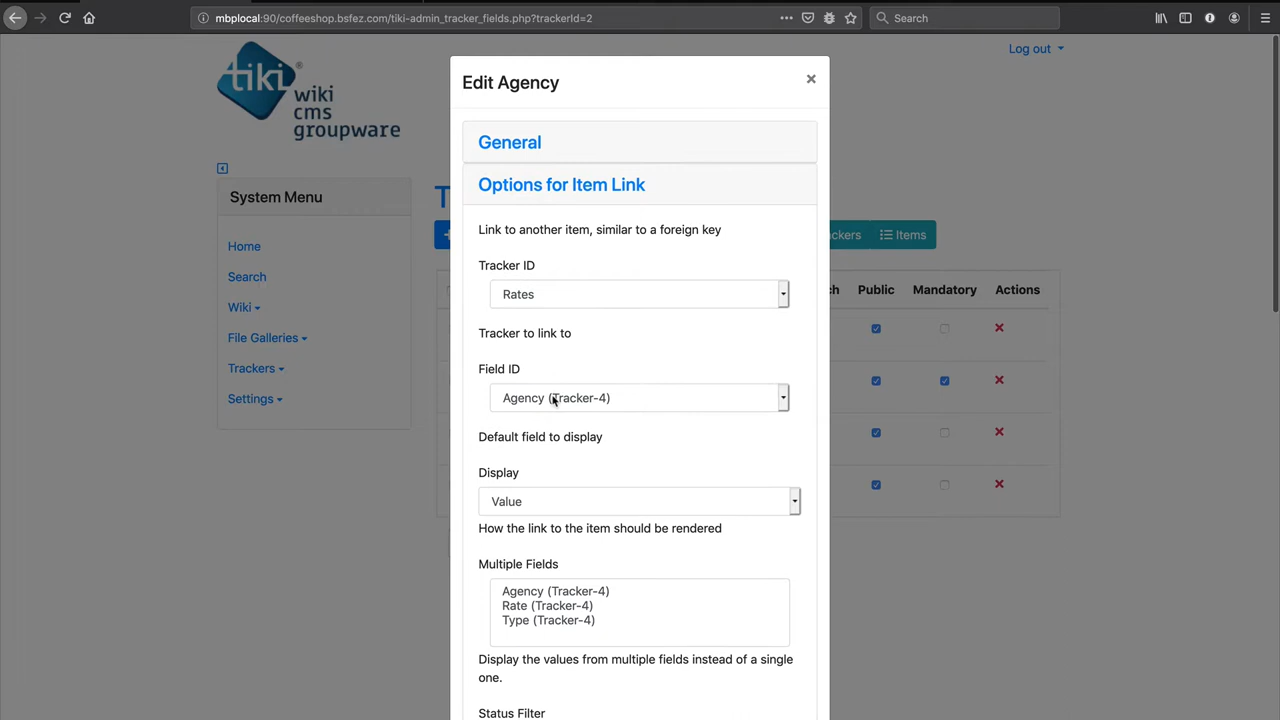 mbplocal:90/coffeeshop.bsfez.com/tiki-admin_tracker_fields.php?trackerId=2
Search
tiki
®
wiki
cms
groupware
Log out
System Menu
Home
Search
Wiki
File Galleries
Trackers
Settings
T
+
ckers
Items
ch
Public
Mandatory
Actions
Edit Agency
×
General
Options for Item Link
Link to another item, similar to a foreign key
Tracker ID
Rates
Tracker to link to
Field ID
Agency (Tracker-4)
Default field to display
Display
Value
How the link to the item should be rendered
Multiple Fields
Agency (Tracker-4)
Rate (Tracker-4)
Type (Tracker-4)
Display the values from multiple fields instead of a single
one.
Status Filter